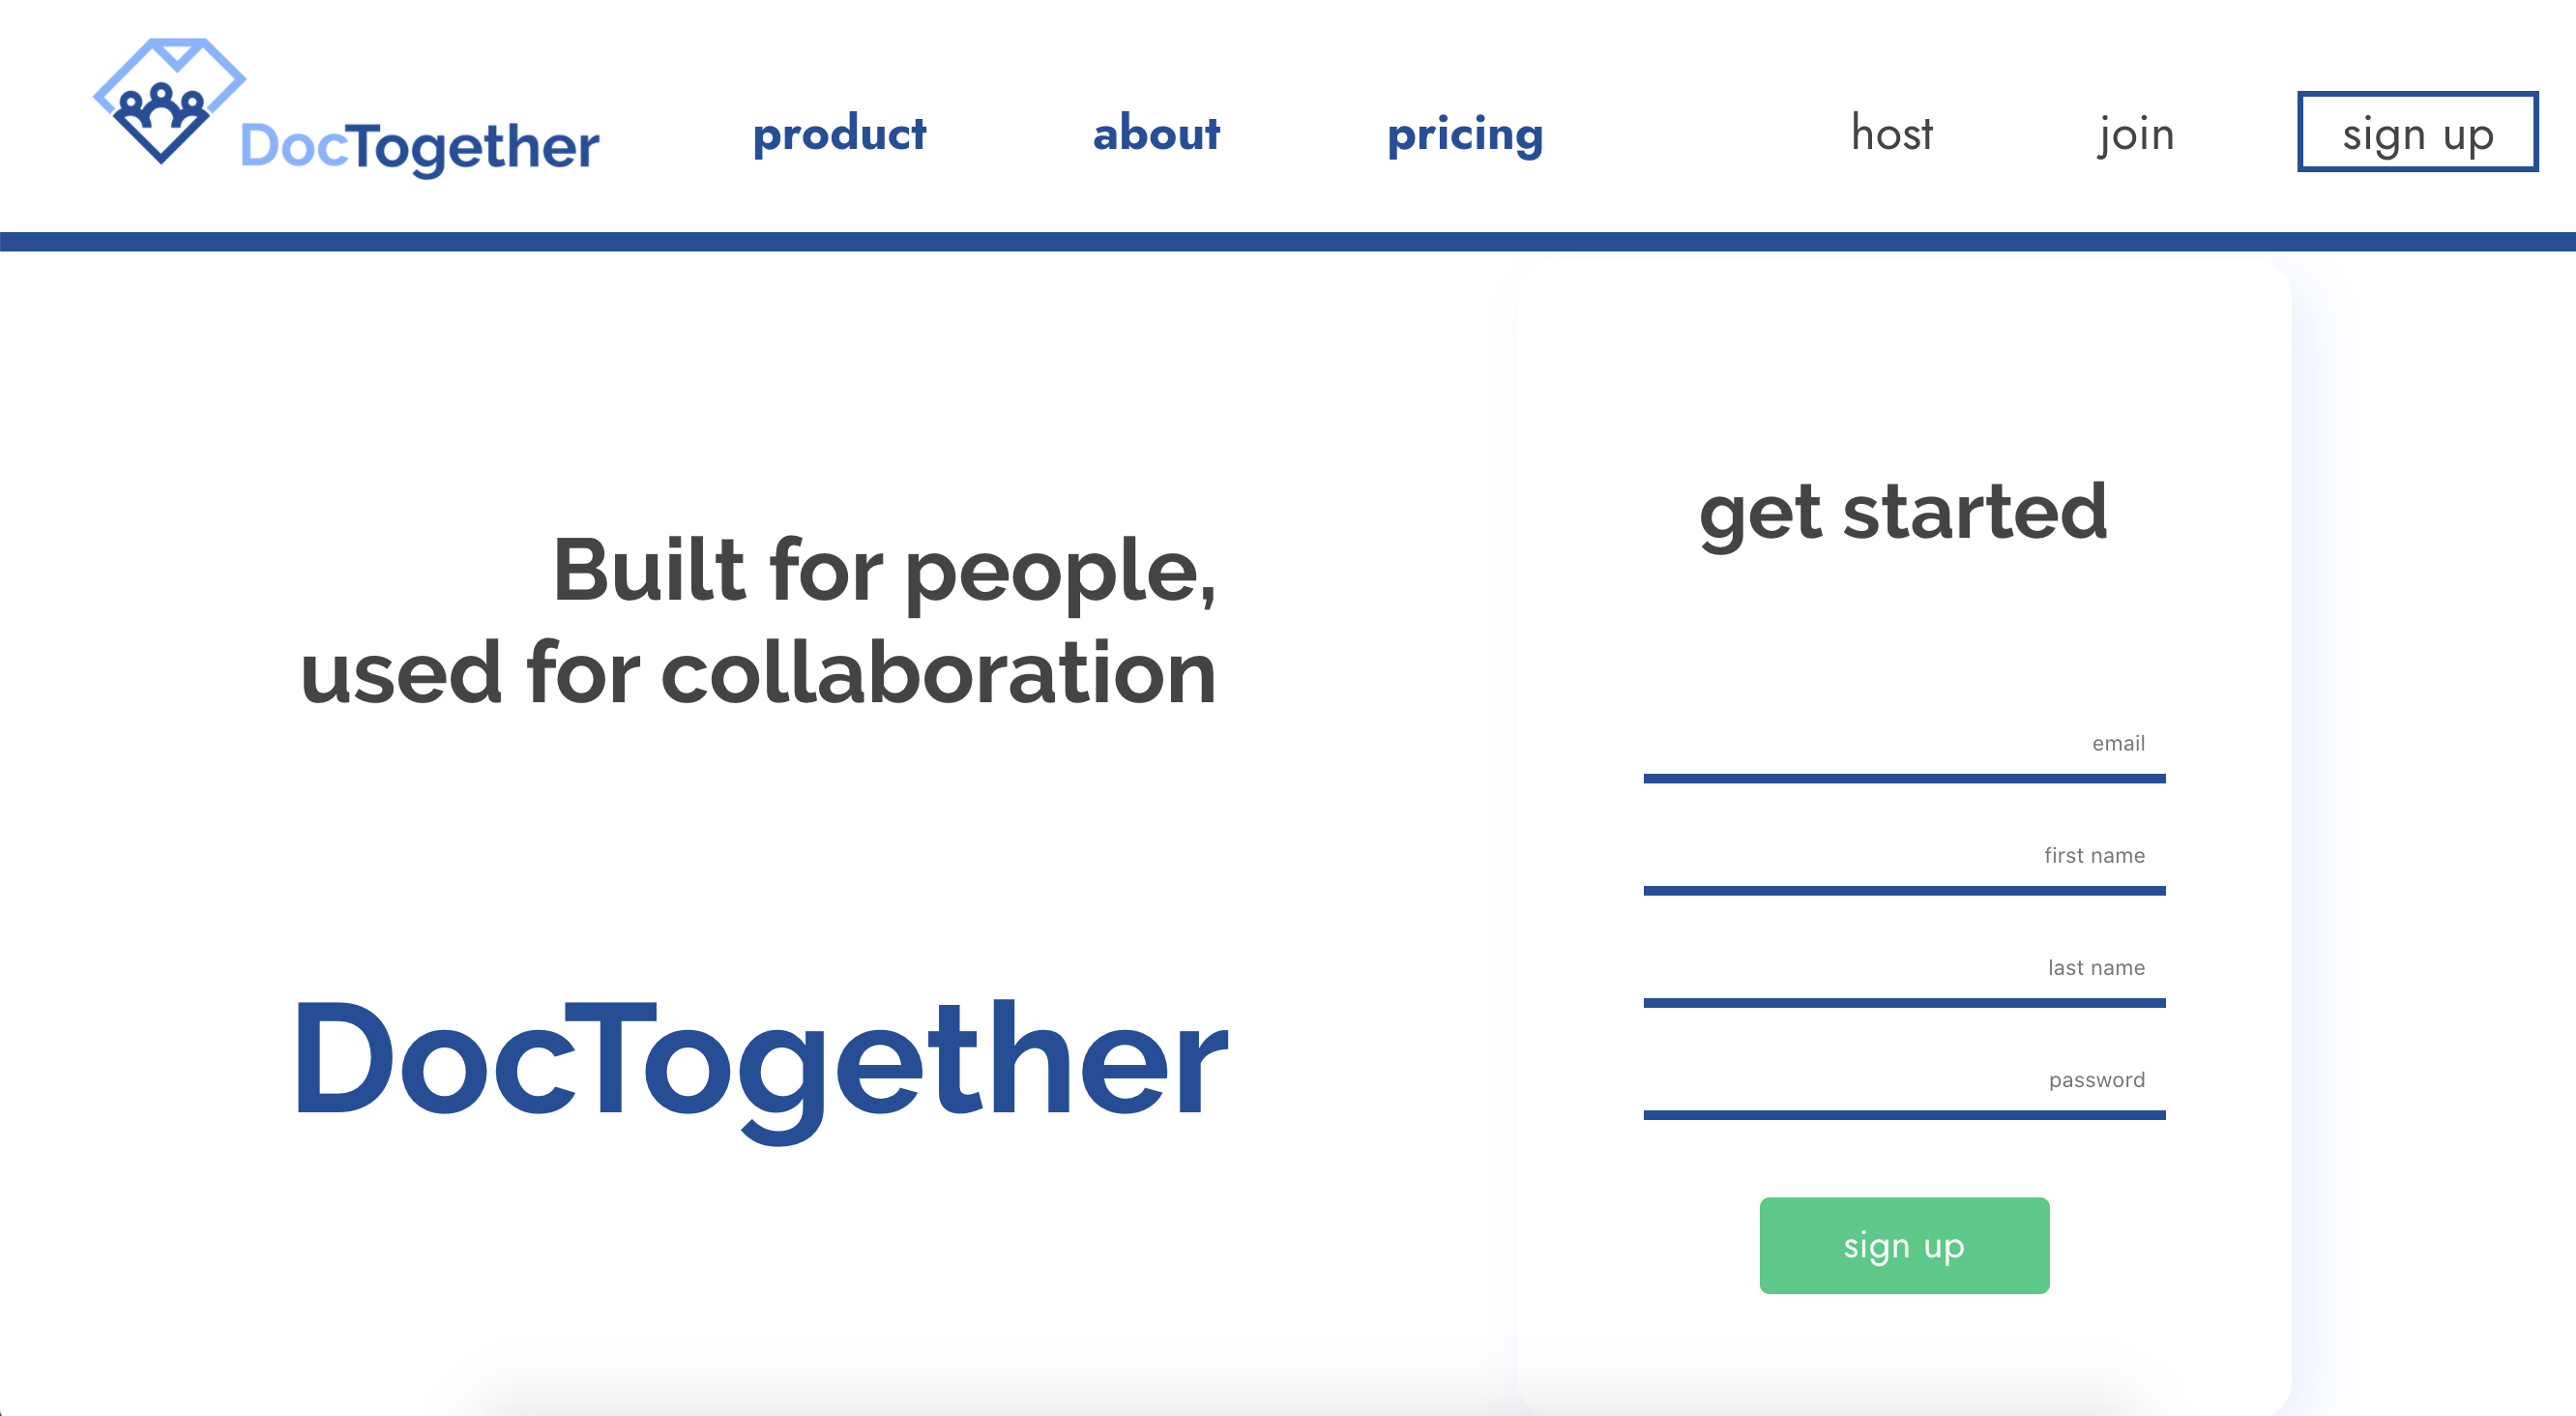 DocTogether
product about pricing host join sign up
Built for people,
used for collaboration
DocTogether
get started
email
first name
last name
password
sign up